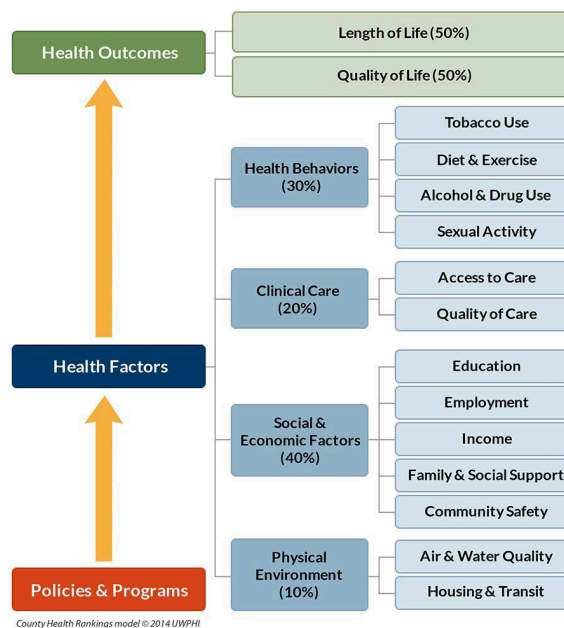 Health Outcomes
Length of Life (50%)
Quality of Life (50%)
Health Factors
Health Behaviors
(30%)
Tobacco Use
Diet & Exercise
Alcohol & Drug Use
Sexual Activity
Clinical Care
(20%)
Access to Care
Quality of Care
Social &
Economic Factors
(40%)
Education
Employment
Income
Family & Social Support
Community Safety
Physical
Environment
(10%)
Air & Water Quality
Housing & Transit
Policies & Programs
County Health Rankings model © 2014 UWPHI